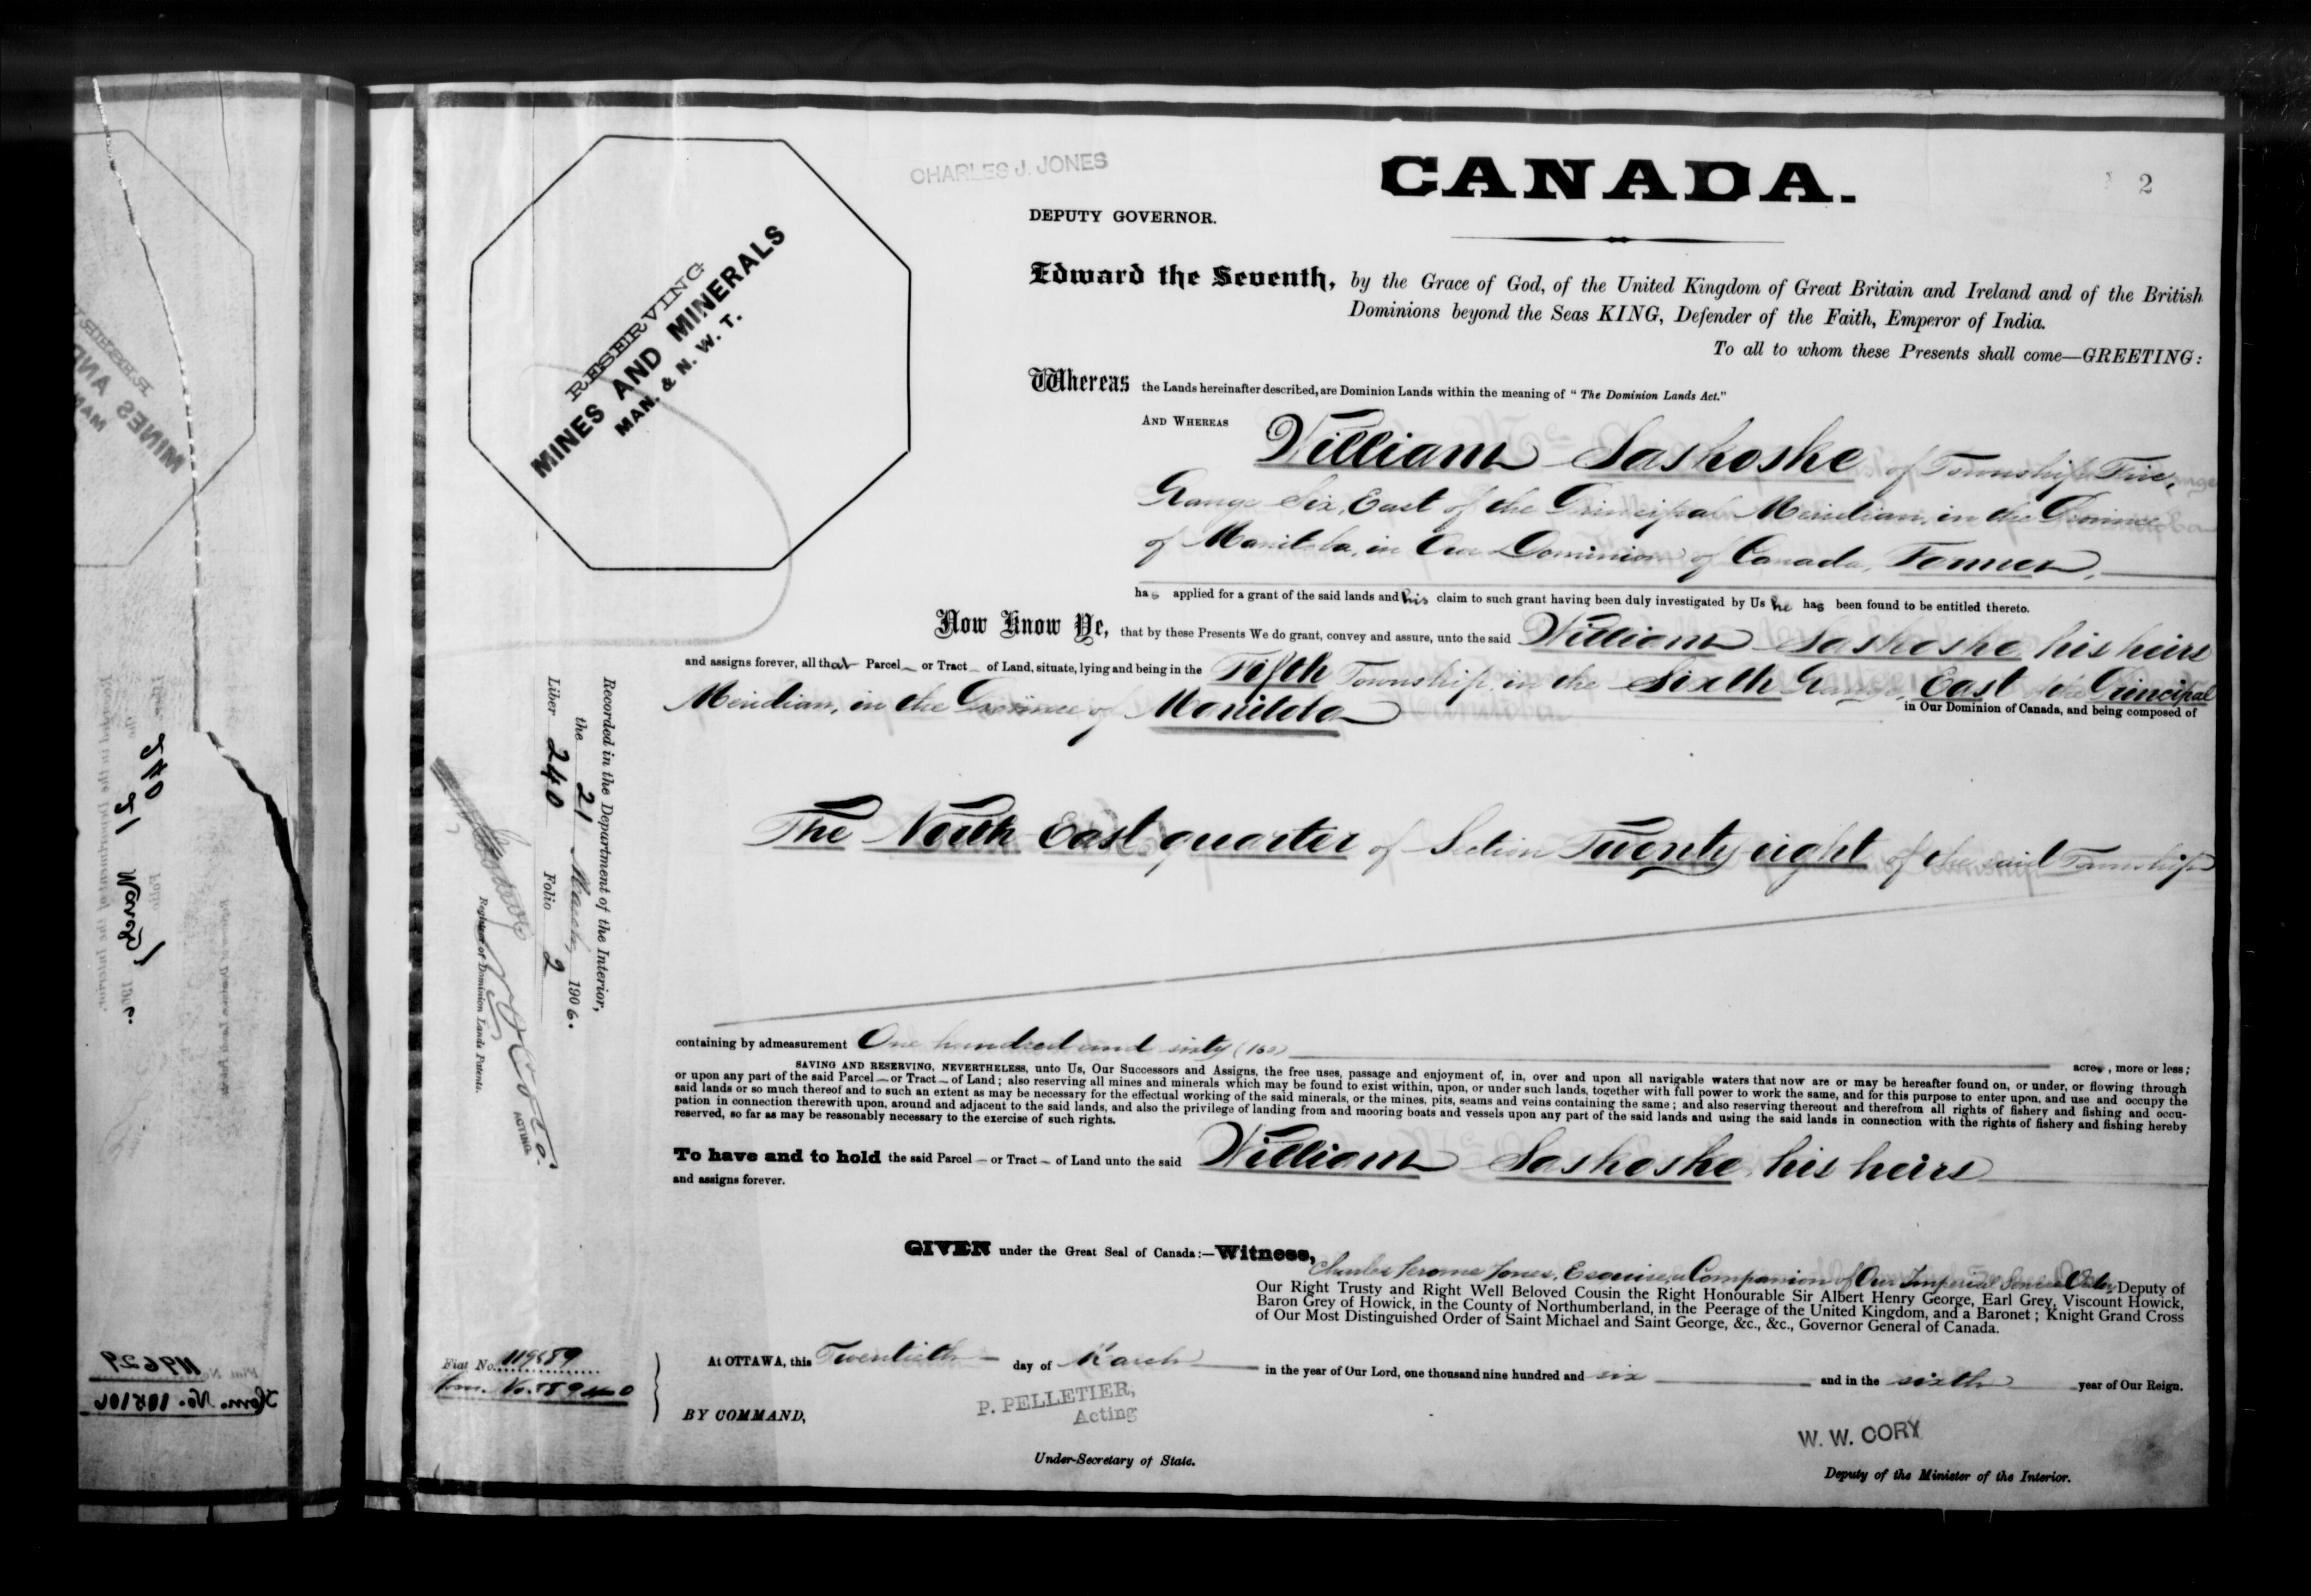 CHARLES J. JONES
CANADA.
2
DEPUTY GOVERNOR.
RESERVING
MINES AND MINERALS
MAN. & N. W. T.
Edward the Seventh, by the Grace of God, of the United Kingdom of Great Britain and Ireland and of the British
Dominions beyond the Seas KING, Defender of the Faith, Emperor of India.
To all to whom these Presents shall come—GREETING:
Whereas the Lands hereinafter described, are Dominion Lands within the meaning of "The Dominion Lands Act."
AND WHEREAS William Saskoske of Township Five,
Range Six, East of the Principal Meridian, in the Province
of Manitoba, in Our Dominion of Canada, Farmer,
has applied for a grant of the said lands and his claim to such grant having been duly investigated by Us he has been found to be entitled thereto.
Now Know Ye, that by these Presents We do grant, convey and assure, unto the said William Saskoske his heirs
and assigns forever, all that Parcel or Tract of Land, situate, lying and being in the Fifth Township, in the Sixth Range, East of the Principal
Meridian, in the Province of Manitoba
in Our Dominion of Canada, and being composed of
The North East quarter of Section Twenty eight of the said Township
containing by admeasurement One hundred and sixty (160) acres, more or less;
SAVING AND RESERVING, NEVERTHELESS, unto Us, Our Successors and Assigns, the free uses, passage and enjoyment of, in, over and upon all navigable waters that now are or may be hereafter found on, or under, or flowing through
or upon any part of the said Parcel or Tract of Land; also reserving all mines and minerals which may be found to exist within, upon, or under such lands, together with full power to work the same, and for this purpose to enter upon, and use and occupy the
said lands or so much thereof and to such an extent as may be necessary for the effectual working of the said minerals, or the mines, pits, seams and veins containing the same; and also reserving thereout and therefrom all rights of fishery and fishing and occu-
pation in connection therewith upon, around and adjacent to the said lands, and also the privilege of landing from and mooring boats and vessels upon any part of the said lands and using the said lands in connection with the rights of fishery and fishing hereby
reserved, so far as may be reasonably necessary to the exercise of such rights.
To have and to hold the said Parcel or Tract of Land unto the said William Saskoske his heirs
and assigns forever.
GIVEN under the Great Seal of Canada:—Witness,
Charles Jerome Jones, Esquire, a Companion of Our Imperial Service Order, Deputy of
Our Right Trusty and Right Well Beloved Cousin the Right Honourable Sir Albert Henry George, Earl Grey, Viscount Howick,
Baron Grey of Howick, in the County of Northumberland, in the Peerage of the United Kingdom, and a Baronet; Knight Grand Cross
of Our Most Distinguished Order of Saint Michael and Saint George, &c., &c., Governor General of Canada.
At OTTAWA, this Twentieth day of March in the year of Our Lord, one thousand nine hundred and six and in the sixth year of Our Reign.
BY COMMAND,
P. PELLETIER,
Acting
Under-Secretary of State.
W. W. CORY
Deputy of the Minister of the Interior.
Recorded in the Department of the Interior,
the 21 March 1906.
Liber 240 Folio 2
Registrar of Dominion Lands Patents.
ACTING
Fiat No.